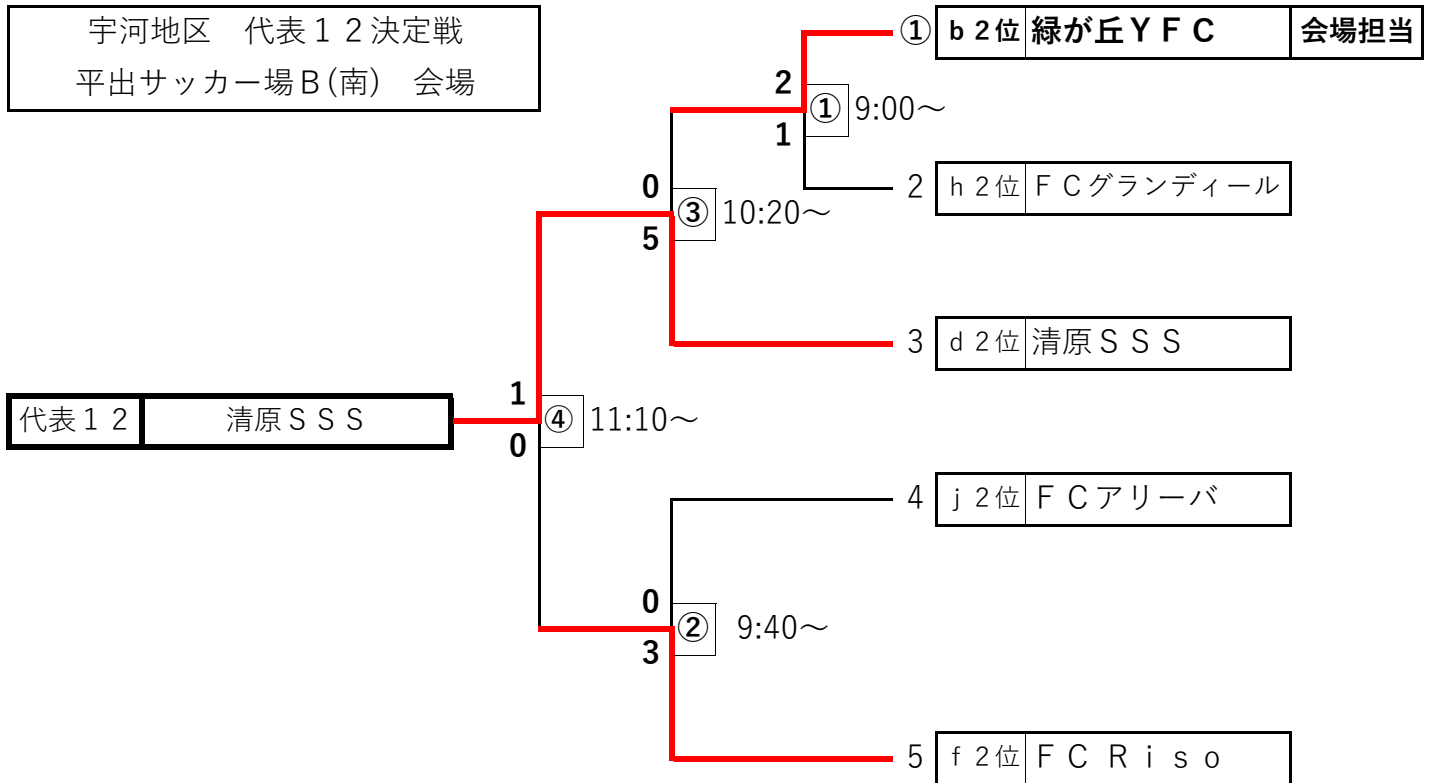 宇河地区　代表１２決定戦
平出サッカー場Ｂ(南)　会場
① ｂ２位 緑が丘ＹＦＣ 会場担当
2
① 9:00～
1
2 ｈ２位 ＦＣグランディール
0
③ 10:20～
5
3 ｄ２位 清原ＳＳＳ
代表１２ 清原ＳＳＳ
1
④ 11:10～
0
4 ｊ２位 ＦＣアリーバ
0
② 9:40～
3
5 ｆ２位 ＦＣ Ｒｉｓｏ